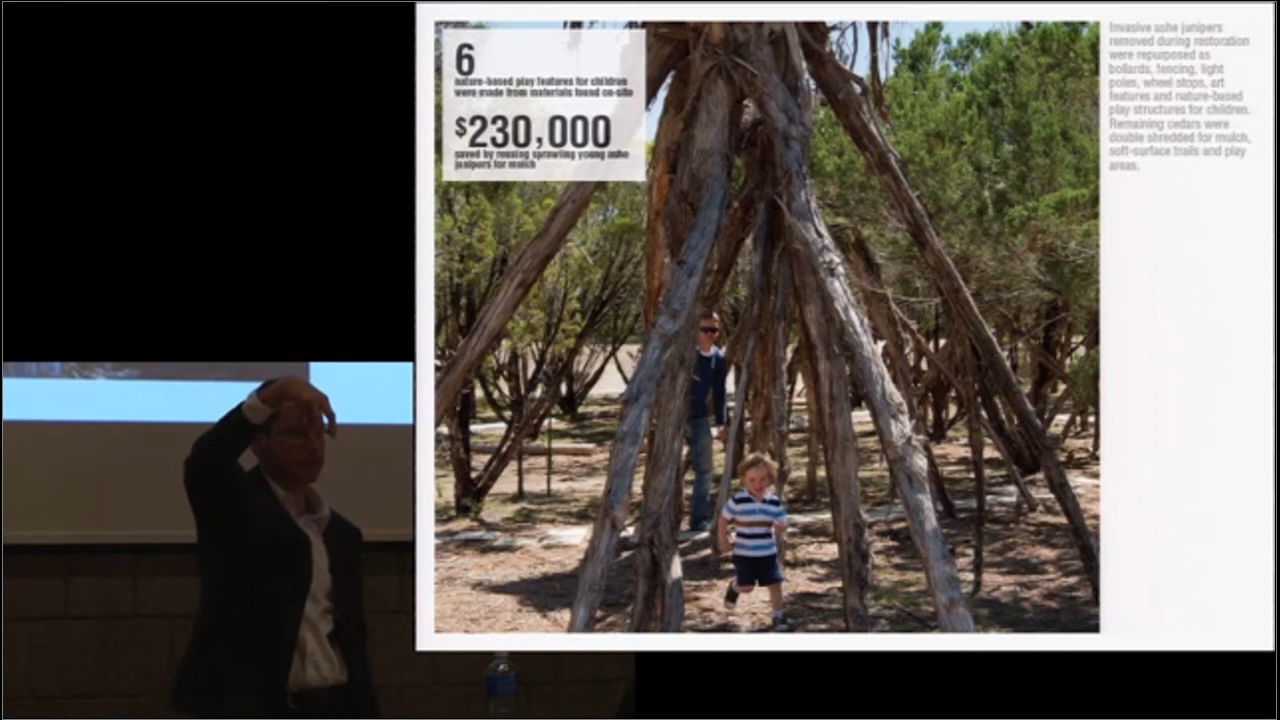 6
nature-based play features for children
were made from materials found on-site
$230,000
saved by reusing sprawling young ashe
junipers for mulch
Invasive ashe junipers
removed during restoration
were repurposed as
bollards, fencing, light
poles, wheel stops, art
features and nature-based
play structures for children.
Remaining cedars were
double shredded for mulch,
soft-surface trails and play
areas.